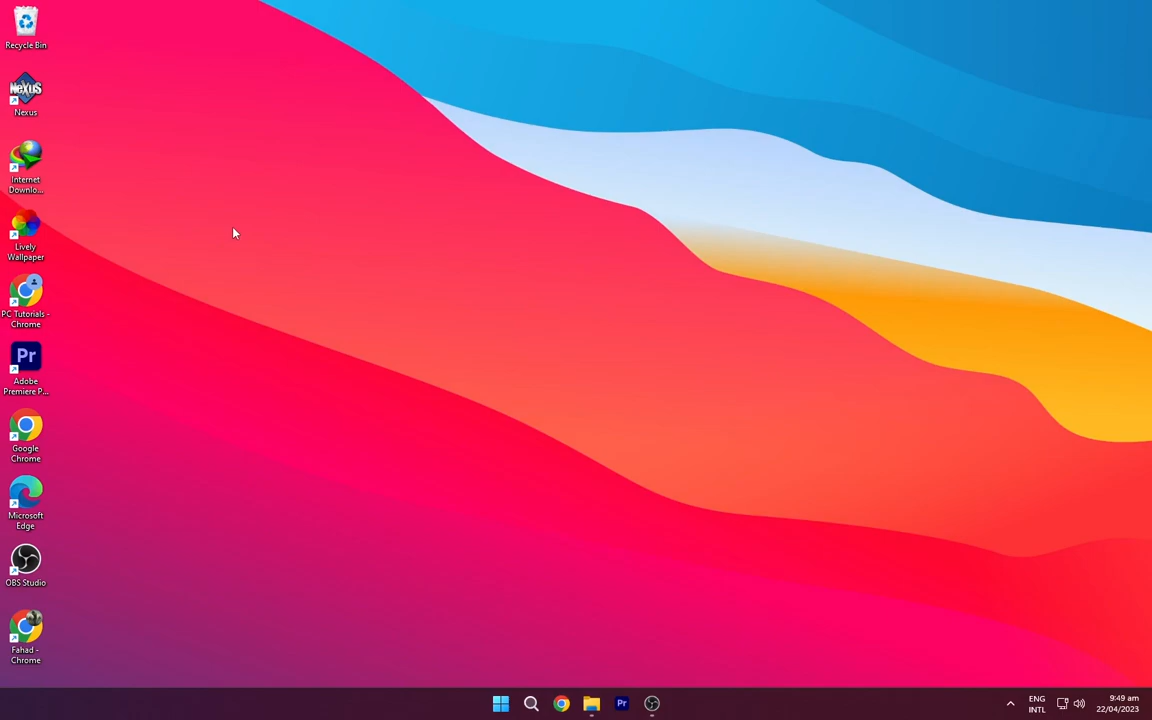 Recycle Bin
NeXuS
Nexus
Internet
Downlo...
Lively
Wallpaper
PC Tutorials -
Chrome
Pr
Adobe
Premiere P...
Google
Chrome
Microsoft
Edge
OBS Studio
Fahad -
Chrome
Pr
ENG
INTL
9:49 am
22/04/2023